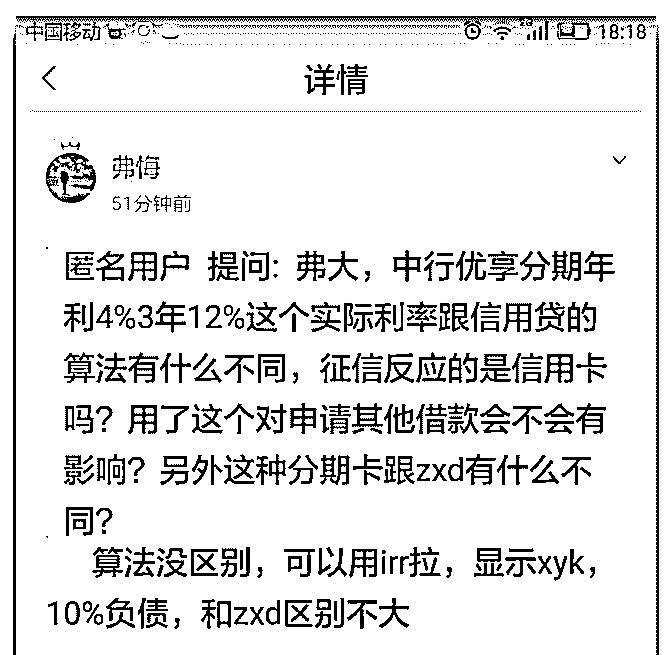 中国移动 18:18
详情
弗悔
51分钟前
匿名用户 提问: 弗大，中行优享分期年
利4%3年12%这个实际利率跟信用贷的
算法有什么不同，征信反应的是信用卡
吗？用了这个对申请其他借款会不会有
影响？另外这种分期卡跟zxd有什么不
同？
算法没区别，可以用irr拉，显示xyk，
10%负债，和zxd区别不大